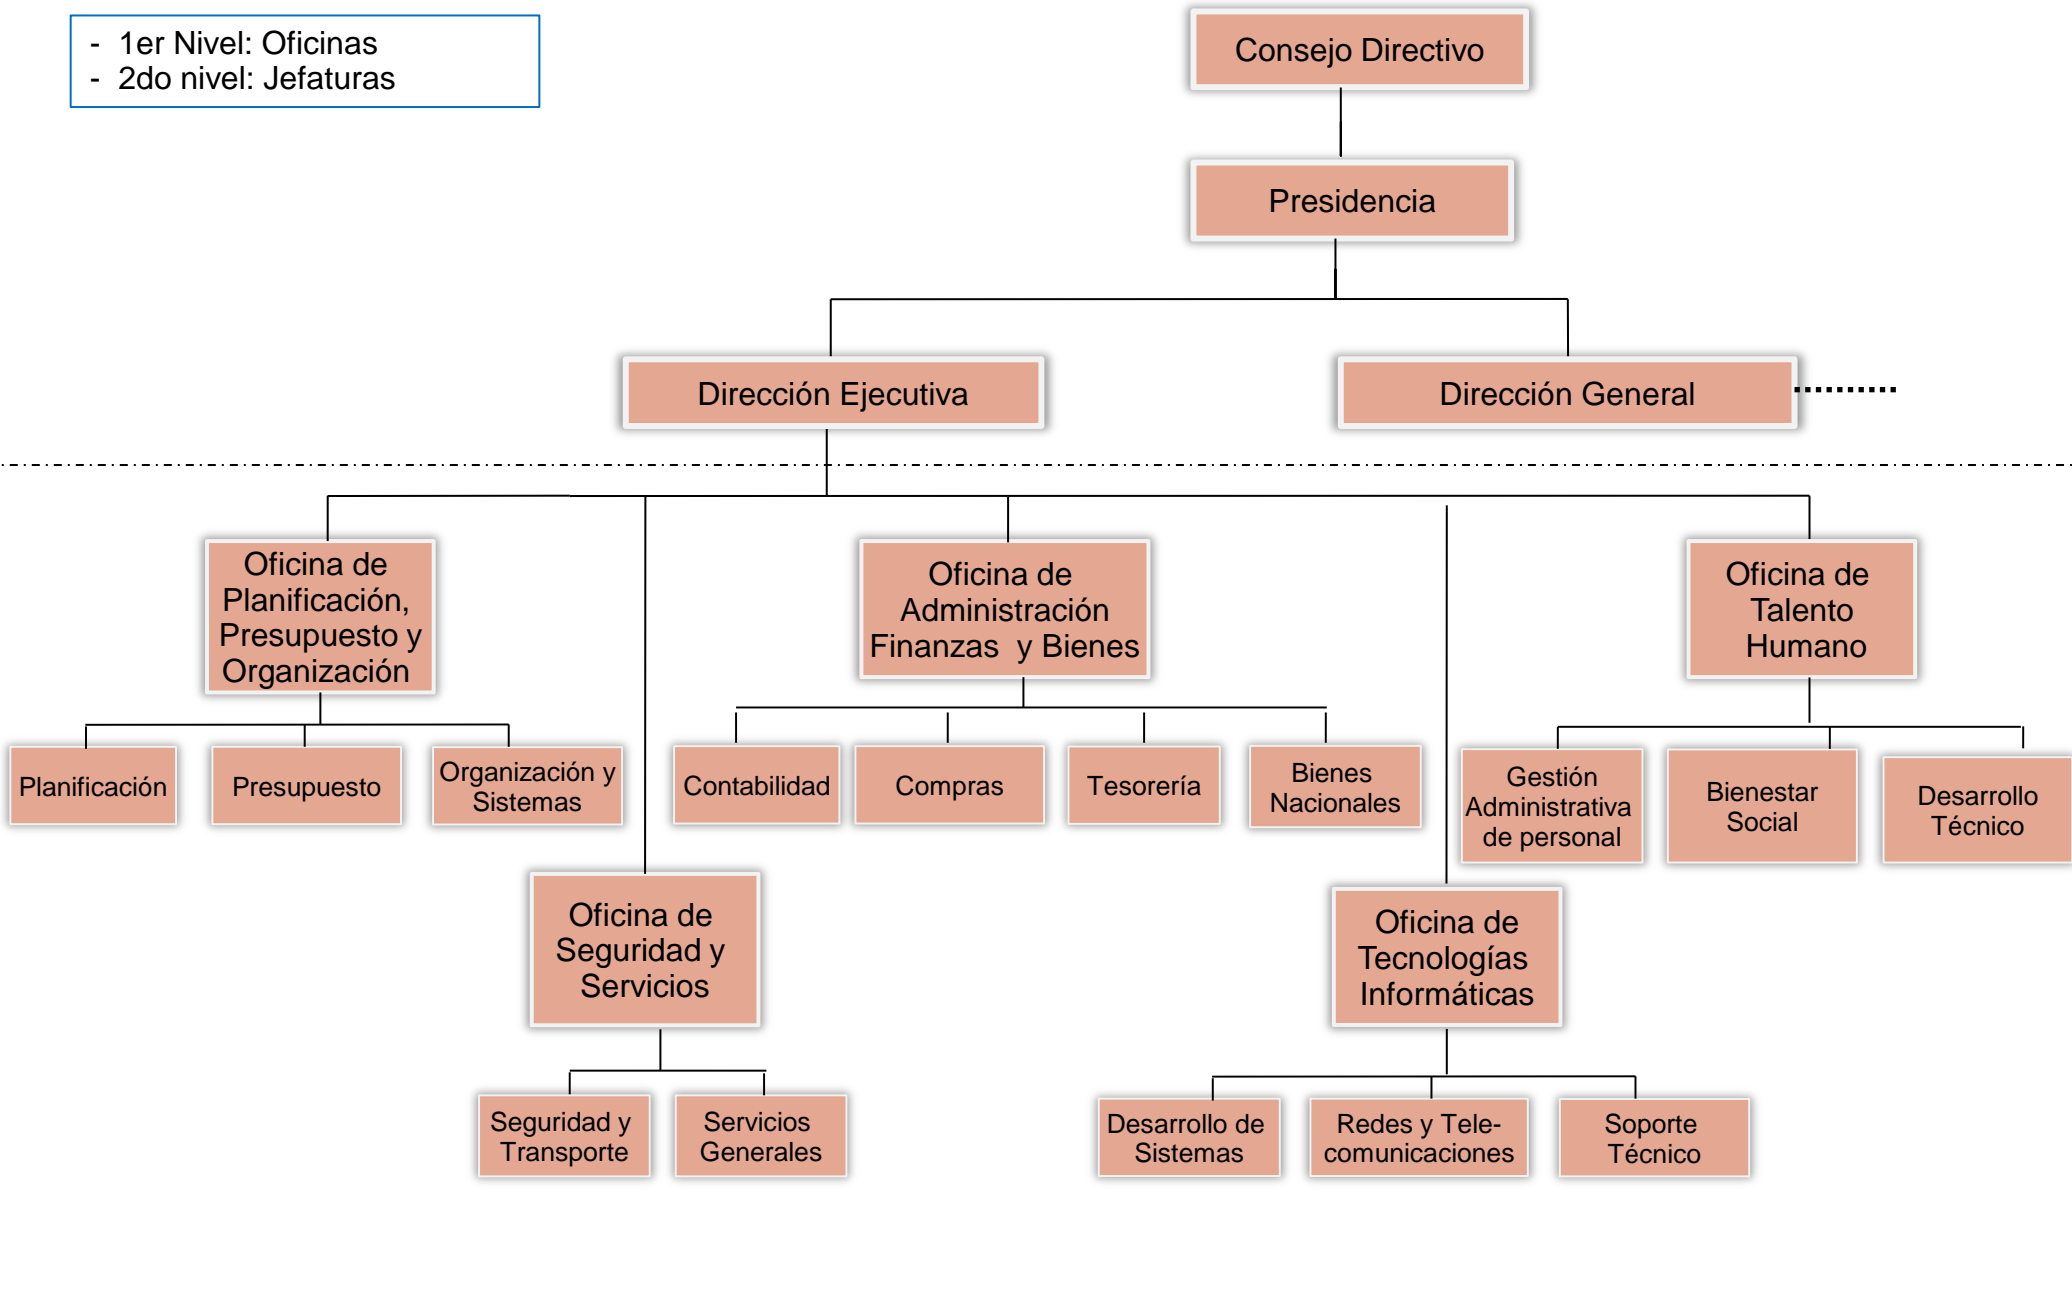 - 1er Nivel: Oficinas
- 2do nivel: Jefaturas
Consejo Directivo
Presidencia
Dirección Ejecutiva
Dirección General
Oficina de
Planificación,
Presupuesto y
Organización
Oficina de
Administración
Finanzas y Bienes
Oficina de
Talento
Humano
Planificación
Presupuesto
Organización y
Sistemas
Contabilidad
Compras
Tesorería
Bienes
Nacionales
Gestión
Administrativa
de personal
Bienestar
Social
Desarrollo
Técnico
Oficina de
Seguridad y
Servicios
Oficina de
Tecnologías
Informáticas
Seguridad y
Transporte
Servicios
Generales
Desarrollo de
Sistemas
Redes y Tele-
comunicaciones
Soporte
Técnico